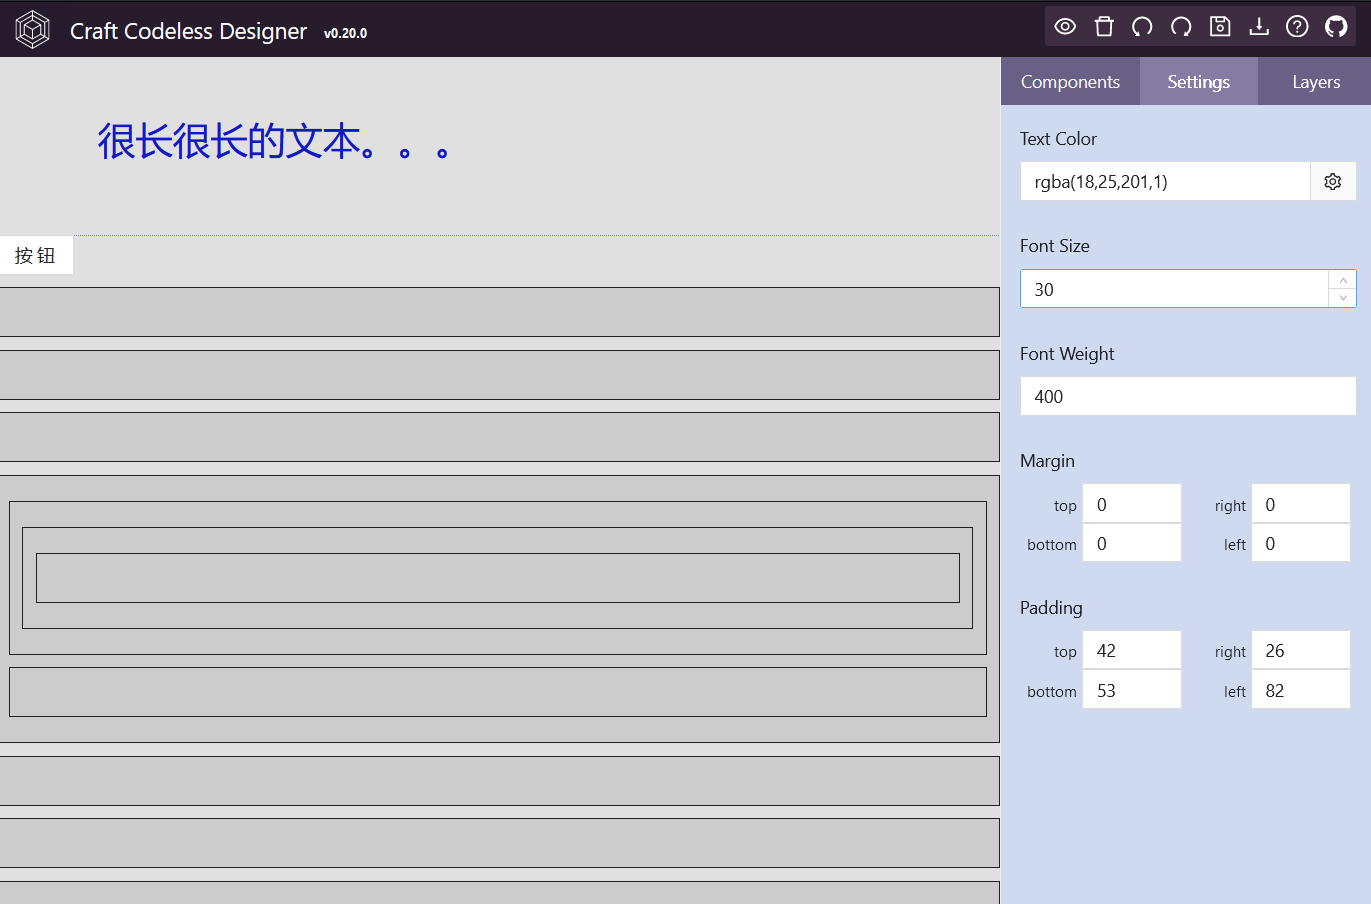 Craft Codeless Designer v0.20.0
Components Settings Layers
很长很长的文本。。。
按钮
Text Color
rgba(18,25,201,1)
Font Size
30
Font Weight
400
Margin
top 0 right 0
bottom 0 left 0
Padding
top 42 right 26
bottom 53 left 82